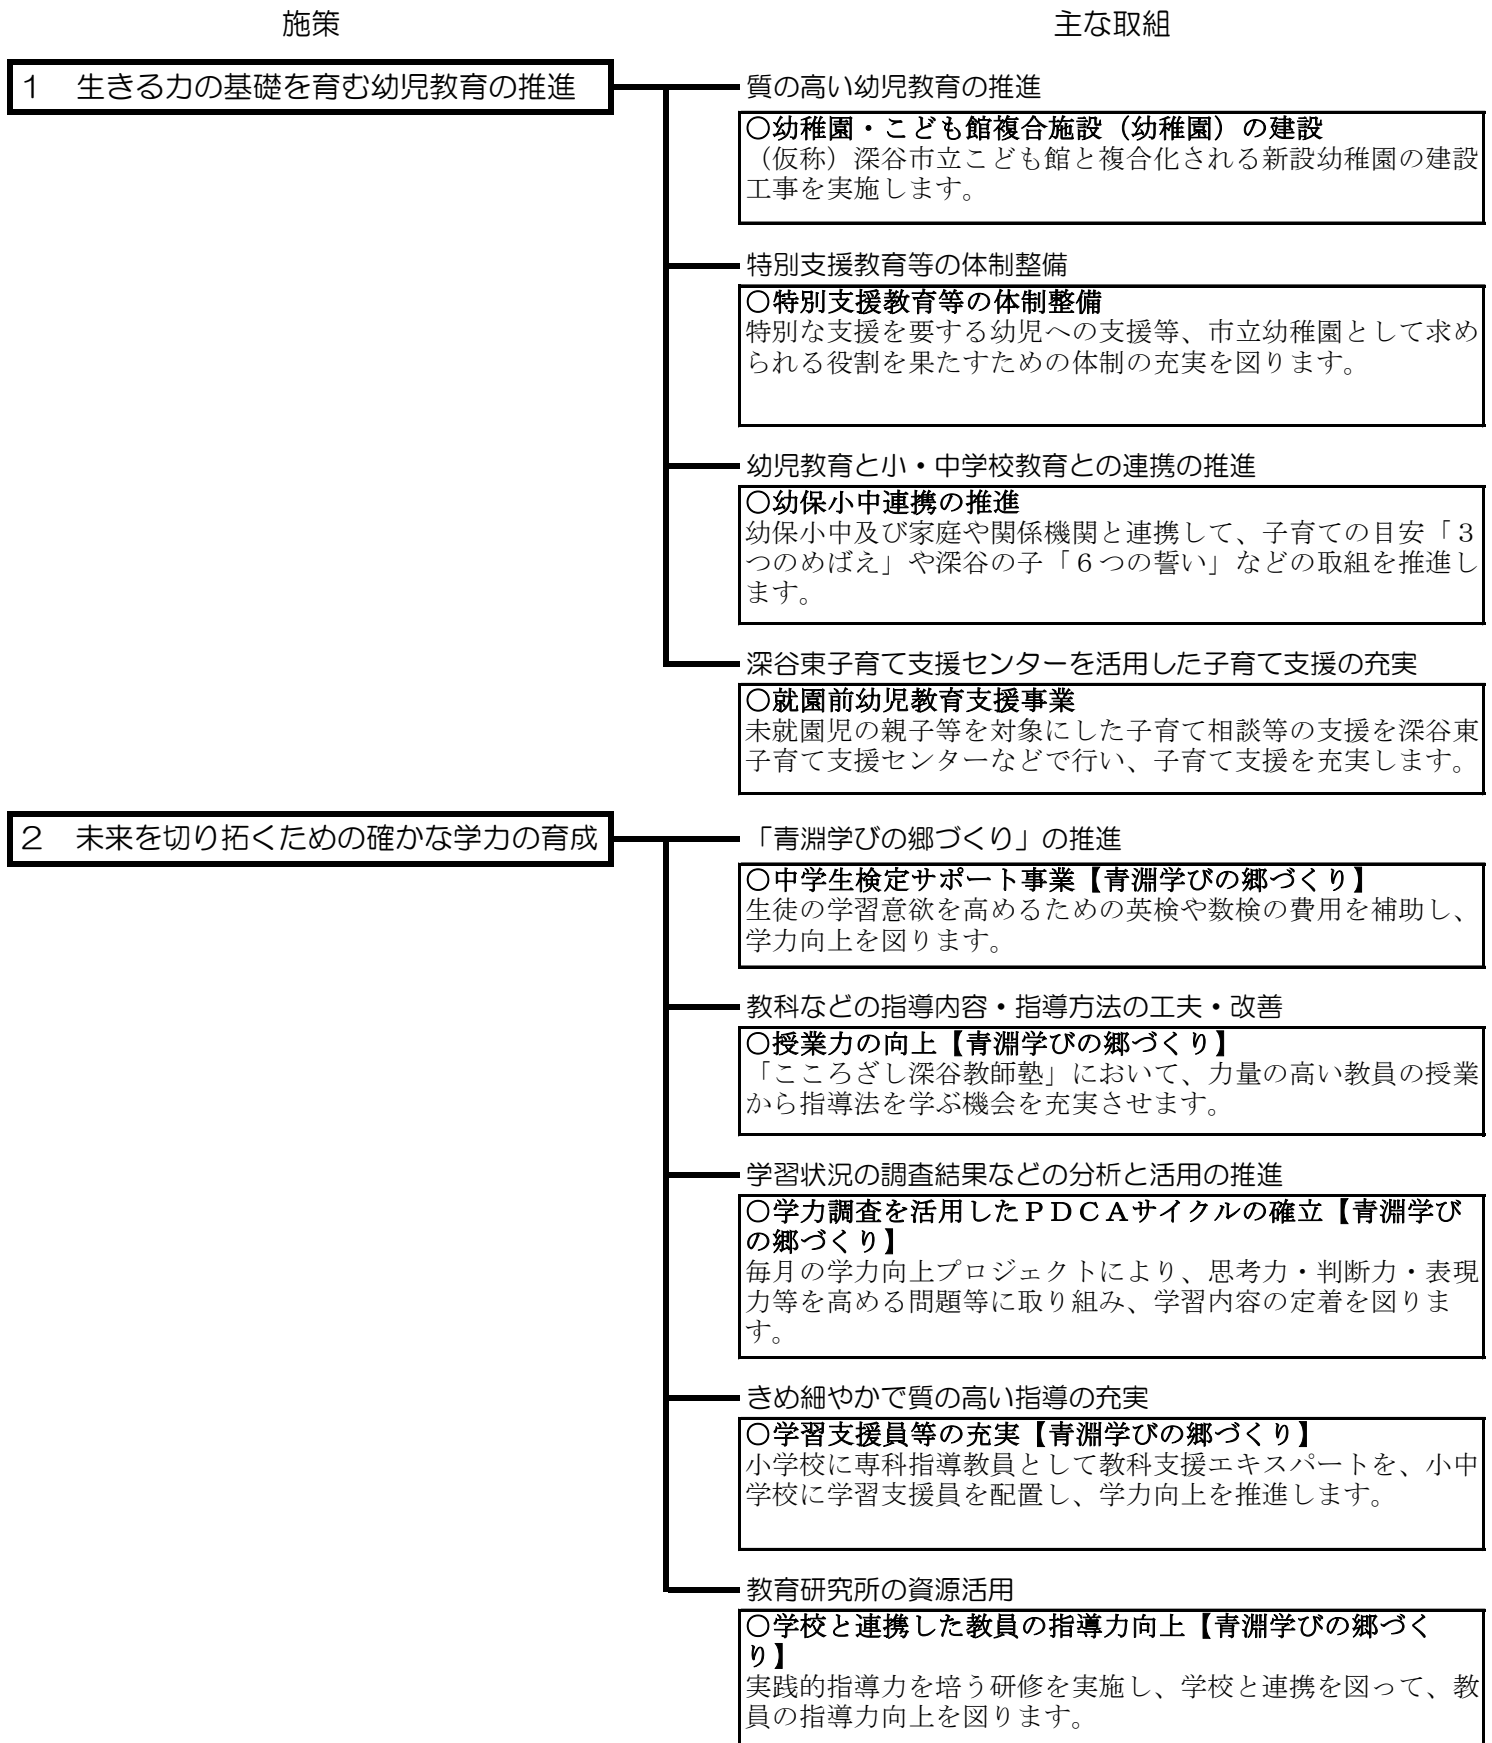 施策
主な取組
１　生きる力の基礎を育む幼児教育の推進
質の高い幼児教育の推進
〇幼稚園・こども館複合施設（幼稚園）の建設
（仮称）深谷市立こども館と複合化される新設幼稚園の建設
工事を実施します。
特別支援教育等の体制整備
〇特別支援教育等の体制整備
特別な支援を要する幼児への支援等、市立幼稚園として求め
られる役割を果たすための体制の充実を図ります。
幼児教育と小・中学校教育との連携の推進
〇幼保小中連携の推進
幼保小中及び家庭や関係機関と連携して、子育ての目安「３
つのめばえ」や深谷の子「６つの誓い」などの取組を推進し
ます。
深谷東子育て支援センターを活用した子育て支援の充実
〇就園前幼児教育支援事業
未就園児の親子等を対象にした子育て相談等の支援を深谷東
子育て支援センターなどで行い、子育て支援を充実します。
２　未来を切り拓くための確かな学力の育成
「青淵学びの郷づくり」の推進
〇中学生検定サポート事業【青淵学びの郷づくり】
生徒の学習意欲を高めるための英検や数検の費用を補助し、
学力向上を図ります。
教科などの指導内容・指導方法の工夫・改善
〇授業力の向上【青淵学びの郷づくり】
「こころざし深谷教師塾」において、力量の高い教員の授業
から指導法を学ぶ機会を充実させます。
学習状況の調査結果などの分析と活用の推進
〇学力調査を活用したＰＤＣＡサイクルの確立【青淵学び
の郷づくり】
毎月の学力向上プロジェクトにより、思考力・判断力・表現
力等を高める問題等に取り組み、学習内容の定着を図りま
す。
きめ細やかで質の高い指導の充実
〇学習支援員等の充実【青淵学びの郷づくり】
小学校に専科指導教員として教科支援エキスパートを、小中
学校に学習支援員を配置し、学力向上を推進します。
教育研究所の資源活用
〇学校と連携した教員の指導力向上【青淵学びの郷づく
り】
実践的指導力を培う研修を実施し、学校と連携を図って、教
員の指導力向上を図ります。